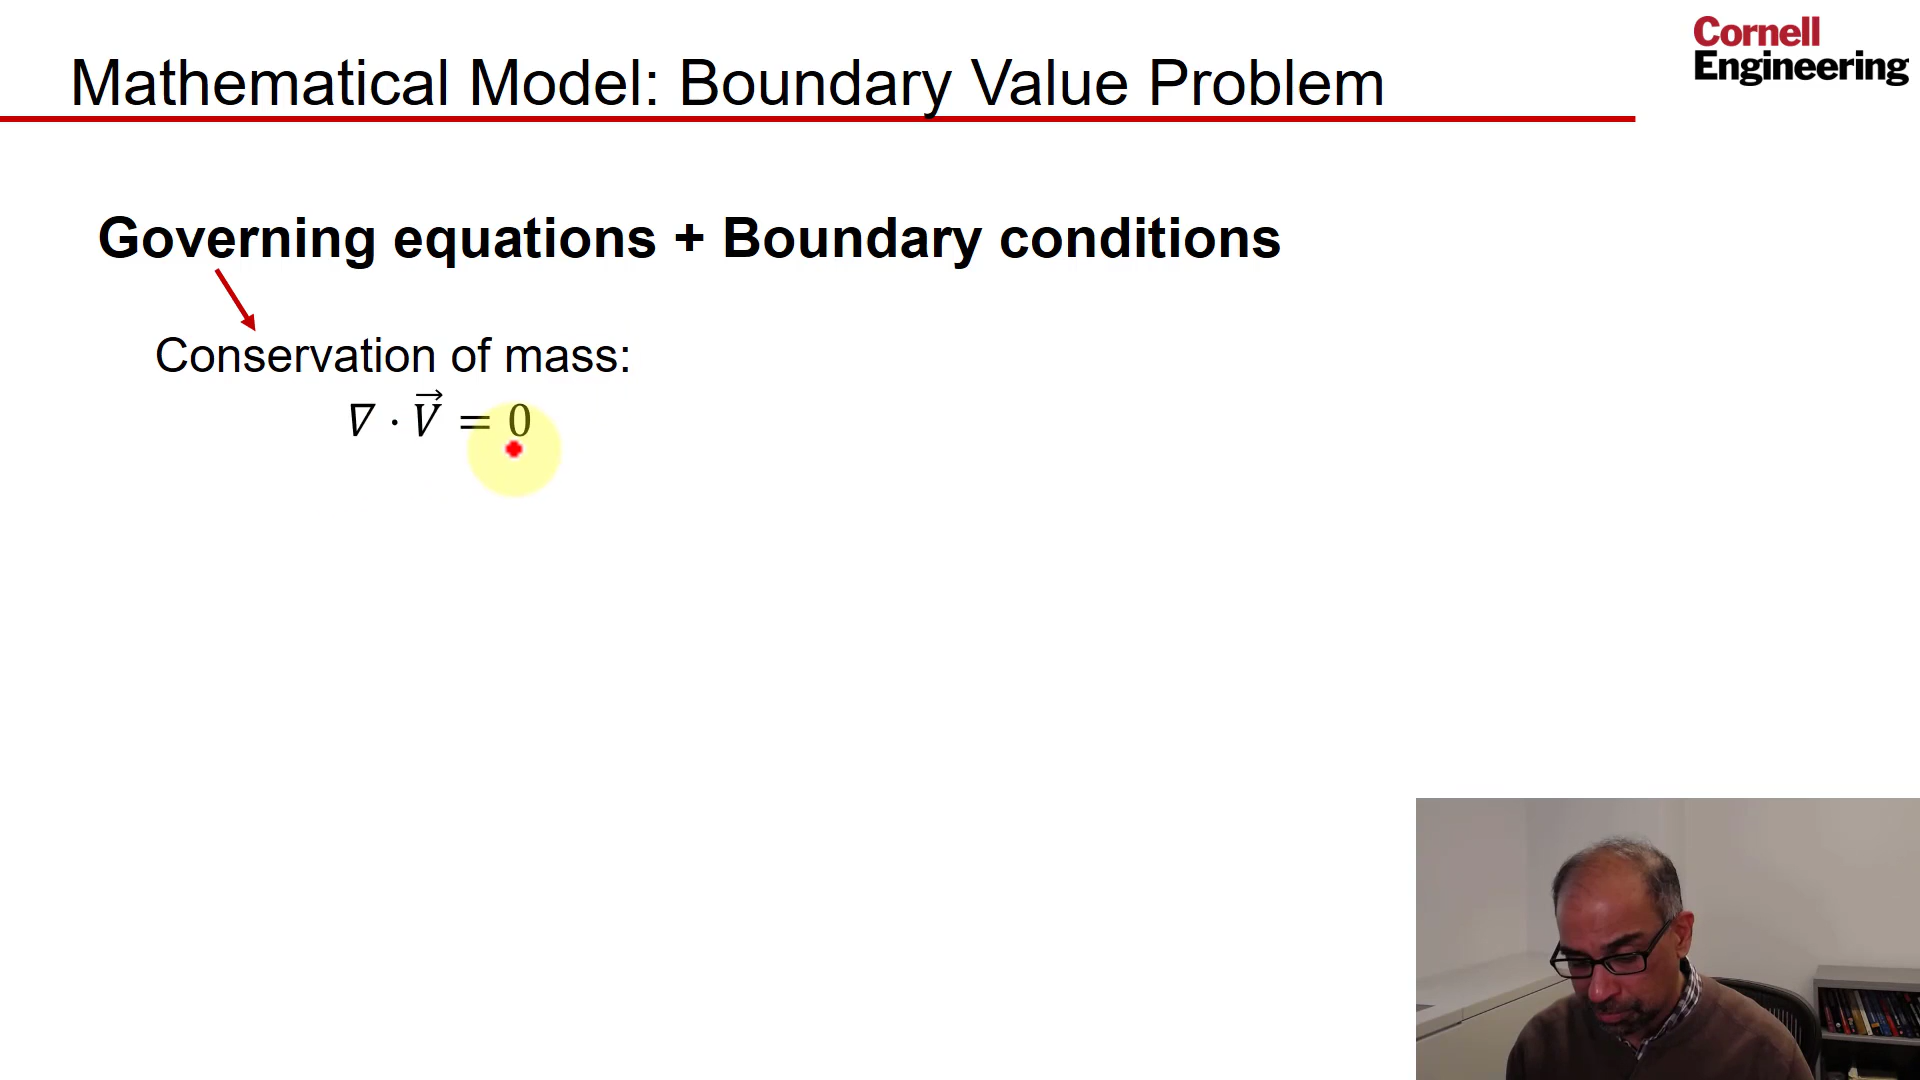 Cornell
Engineering
Mathematical Model: Boundary Value Problem
Governing equations + Boundary conditions
Conservation of mass:
∇ · V⃗ = 0